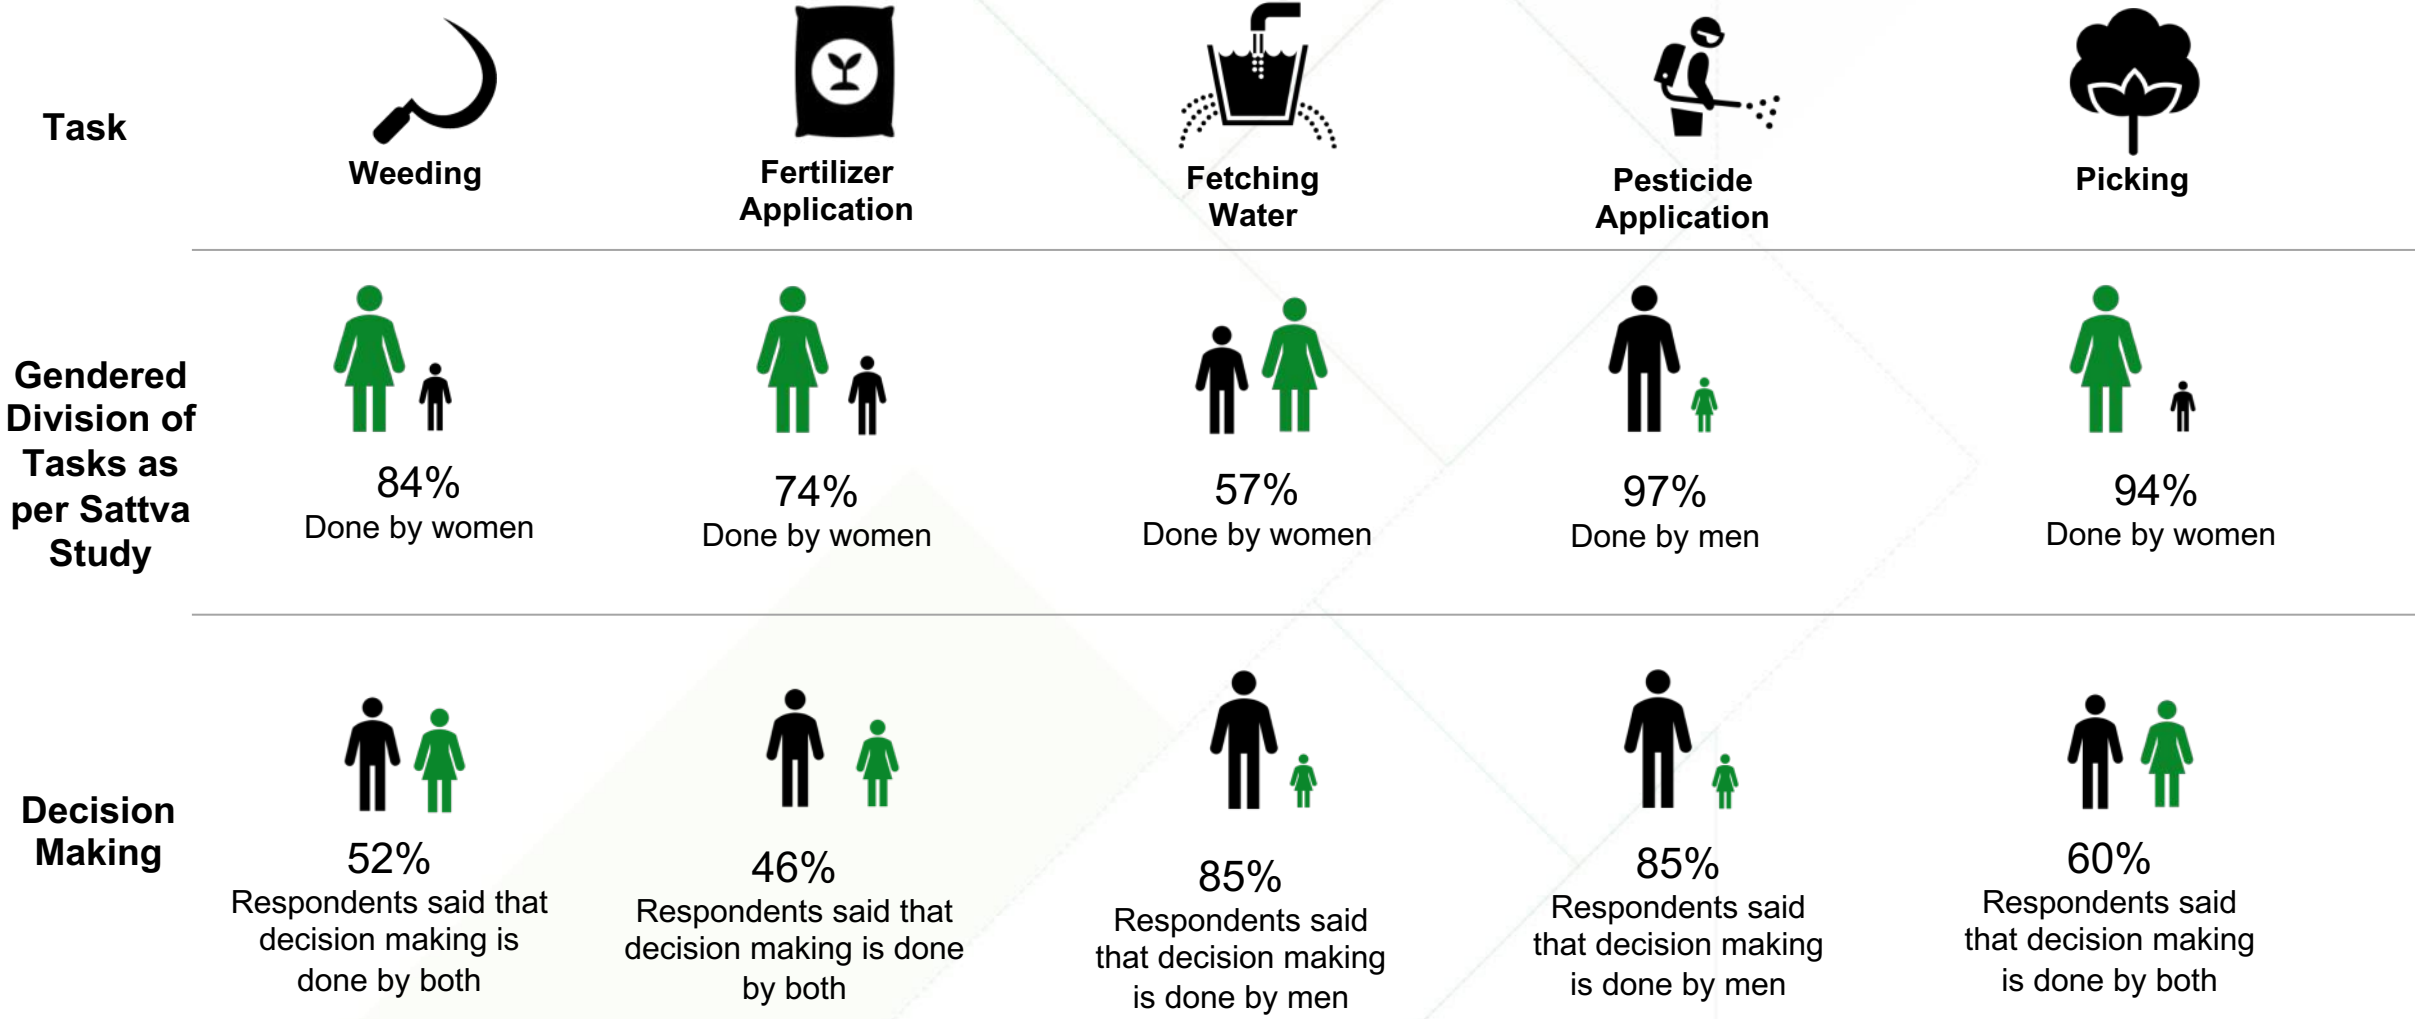 Task
Weeding
Fertilizer
Application
Fetching
Water
Pesticide
Application
Picking
Gendered
Division of
Tasks as
per Sattva
Study
84%
Done by women
74%
Done by women
57%
Done by women
97%
Done by men
94%
Done by women
Decision
Making
52%
Respondents said that
decision making is
done by both
46%
Respondents said that
decision making is done
by both
85%
Respondents said
that decision making
is done by men
85%
Respondents said
that decision making
is done by men
60%
Respondents said
that decision making
is done by both